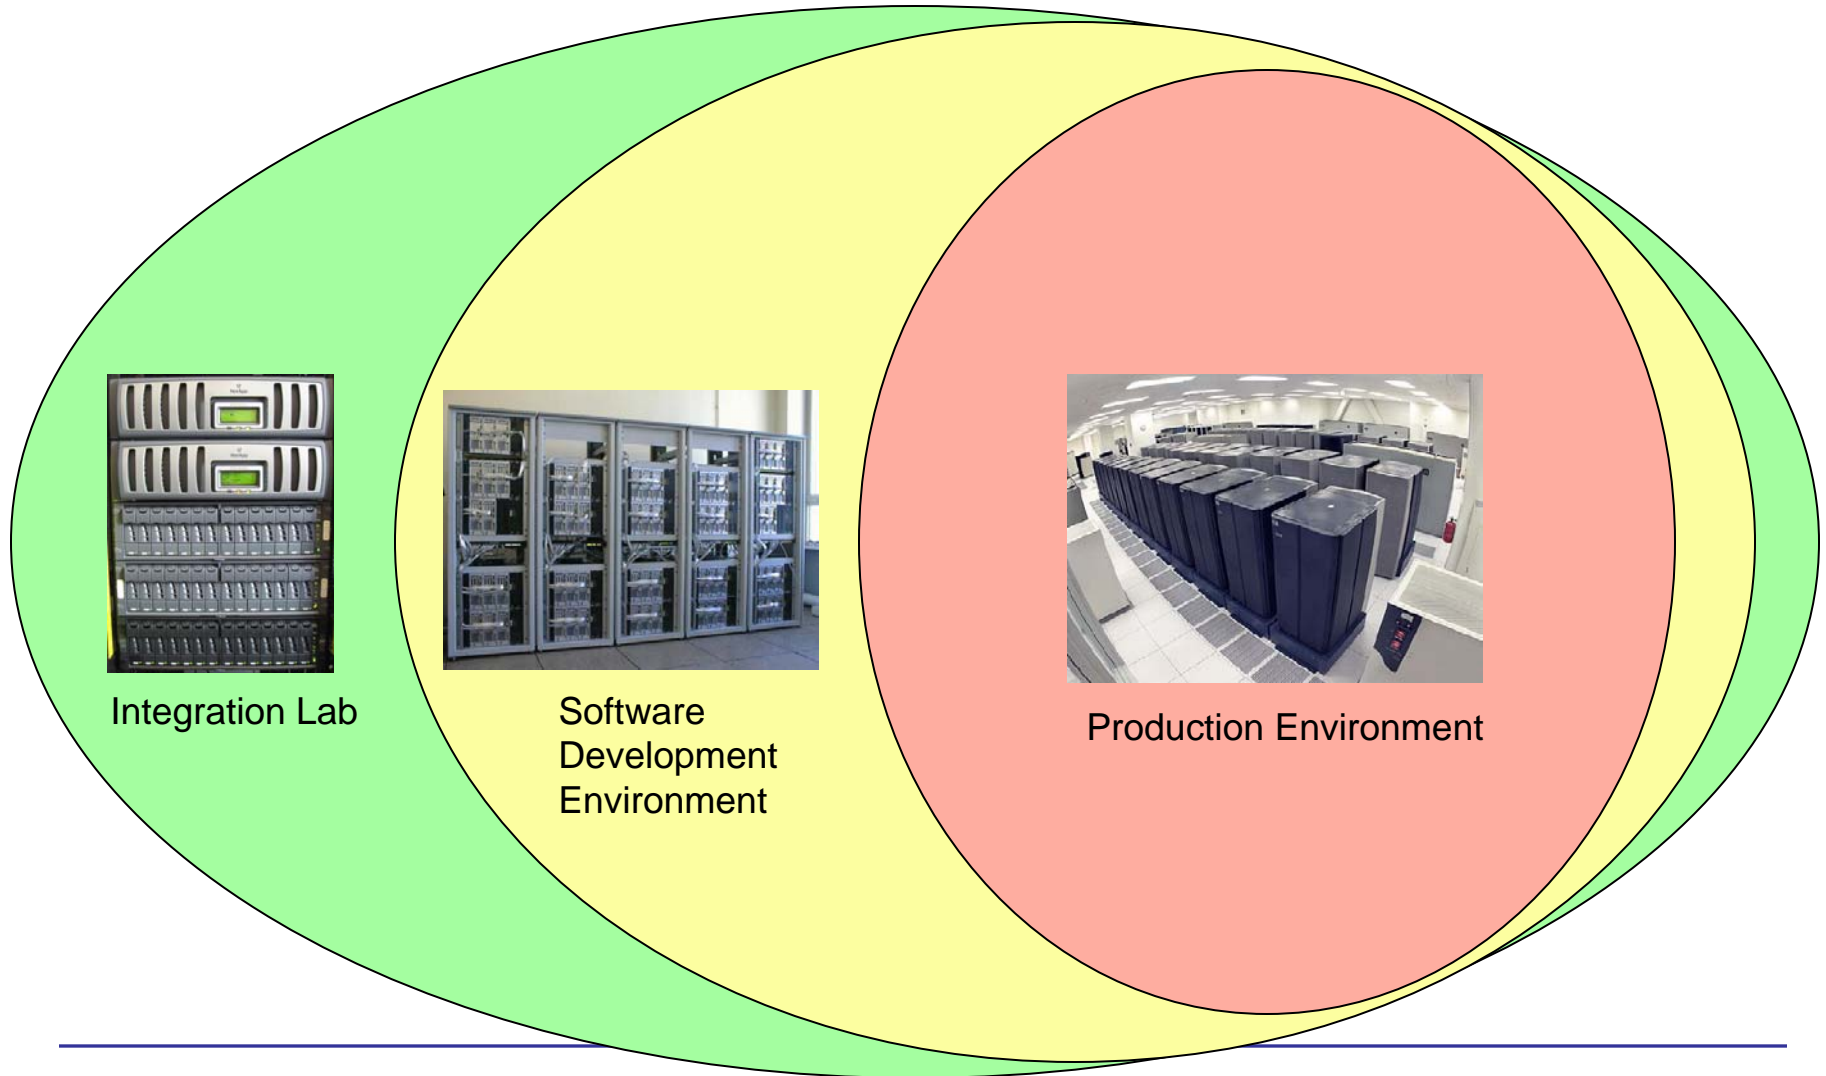 Integration Lab
Software
Development
Environment
Production Environment